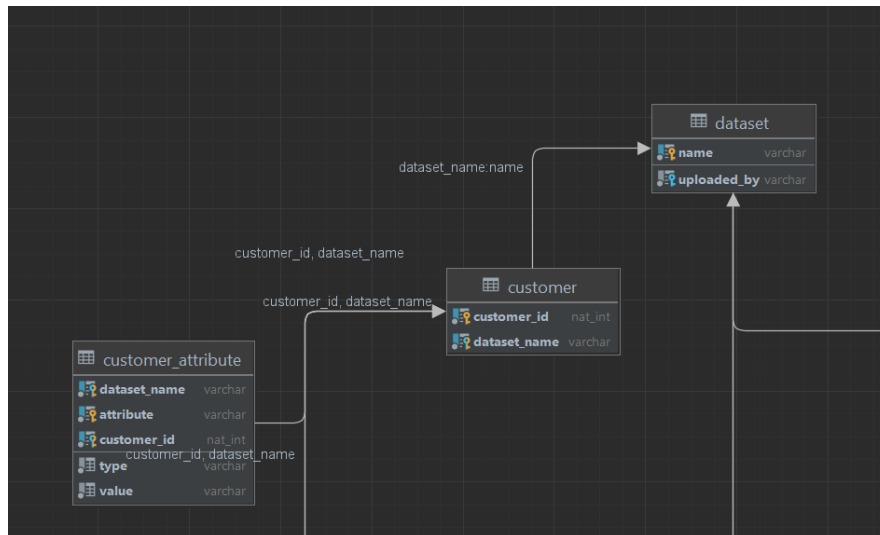 dataset
name varchar
uploaded_by varchar
dataset_name:name
customer_id, dataset_name
customer
customer_id nat_int
dataset_name varchar
customer_id, dataset_name
customer_attribute
dataset_name varchar
attribute varchar
customer_id nat_int
customer_id, dataset_name
type varchar
value varchar